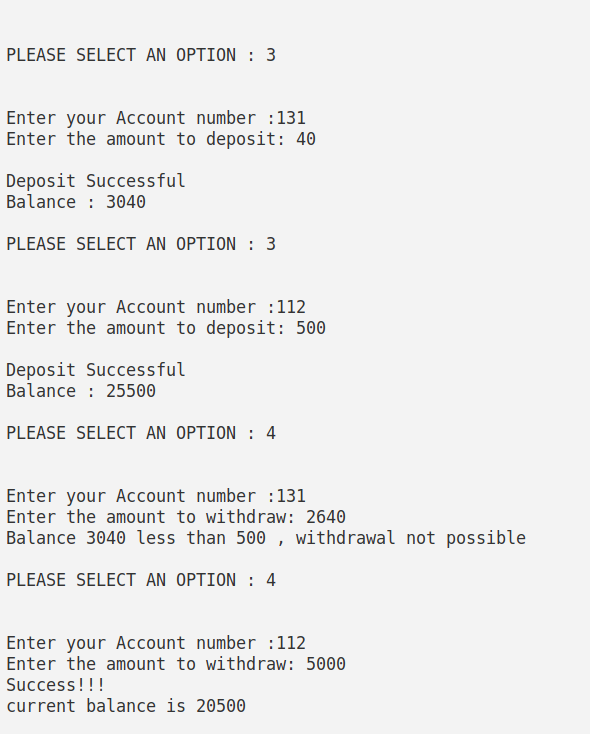 PLEASE SELECT AN OPTION : 3
Enter your Account number :131
Enter the amount to deposit: 40
Deposit Successful
Balance : 3040
PLEASE SELECT AN OPTION : 3
Enter your Account number :112
Enter the amount to deposit: 500
Deposit Successful
Balance : 25500
PLEASE SELECT AN OPTION : 4
Enter your Account number :131
Enter the amount to withdraw: 2640
Balance 3040 less than 500 , withdrawal not possible
PLEASE SELECT AN OPTION : 4
Enter your Account number :112
Enter the amount to withdraw: 5000
Success!!!
current balance is 20500